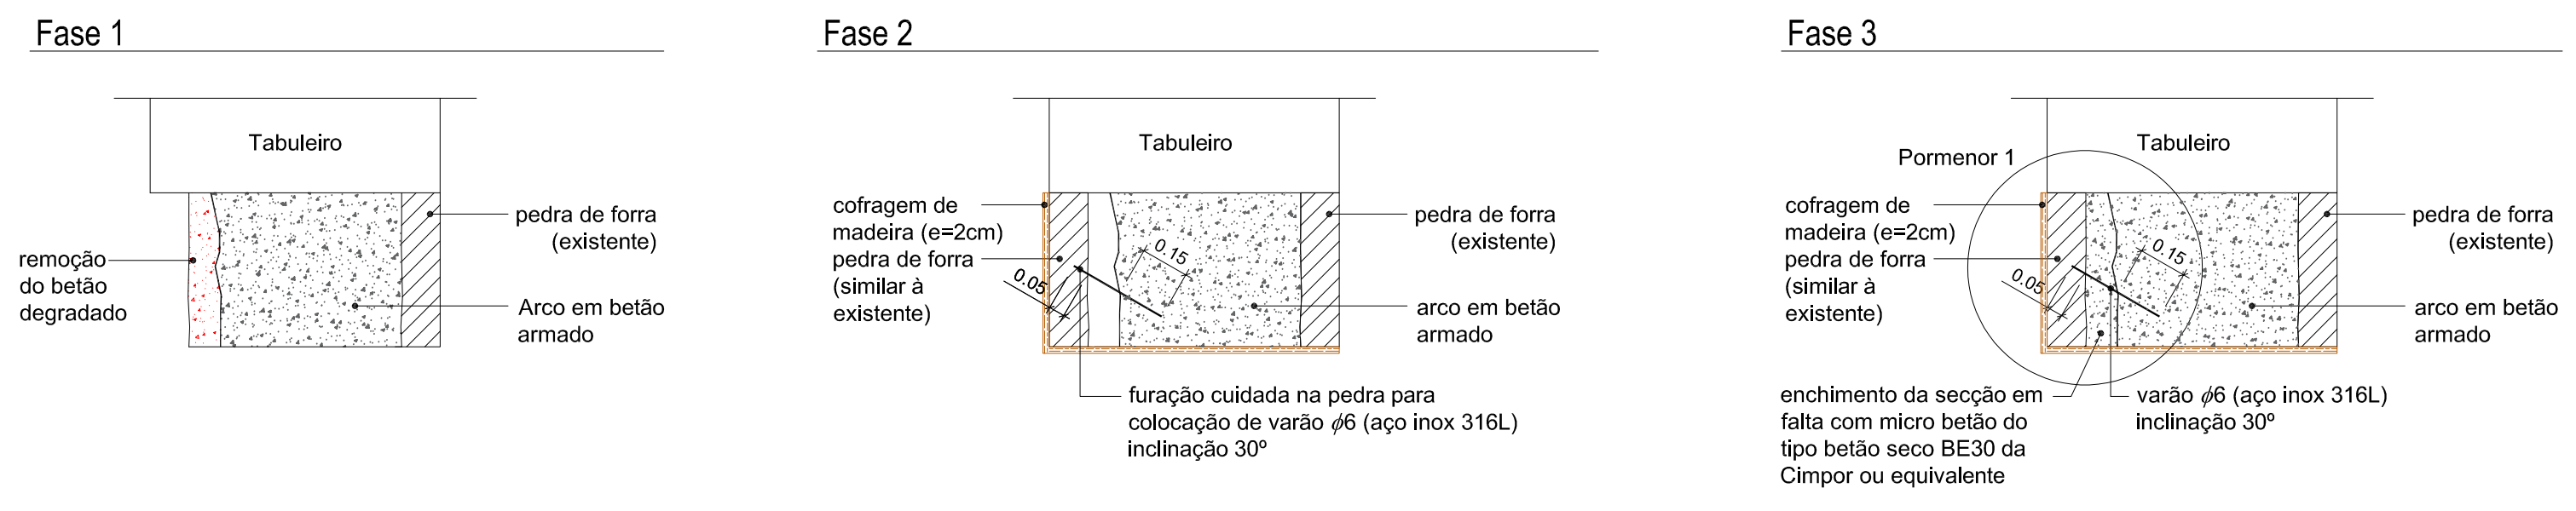 Fase 1
Tabuleiro
pedra de forra
(existente)
remoção
do betão
degradado
Arco em betão
armado
Fase 2
Tabuleiro
cofragem de
madeira (e=2cm)
pedra de forra
(similar à
existente)
0.05
0.15
pedra de forra
(existente)
arco em betão
armado
furação cuidada na pedra para
colocação de varão ϕ6 (aço inox 316L)
inclinação 30º
Fase 3
Pormenor 1
Tabuleiro
cofragem de
madeira (e=2cm)
pedra de forra
(similar à
existente)
0.05
0.15
pedra de forra
(existente)
arco em betão
armado
enchimento da secção em
falta com micro betão do
tipo betão seco BE30 da
Cimpor ou equivalente
varão ϕ6 (aço inox 316L)
inclinação 30º